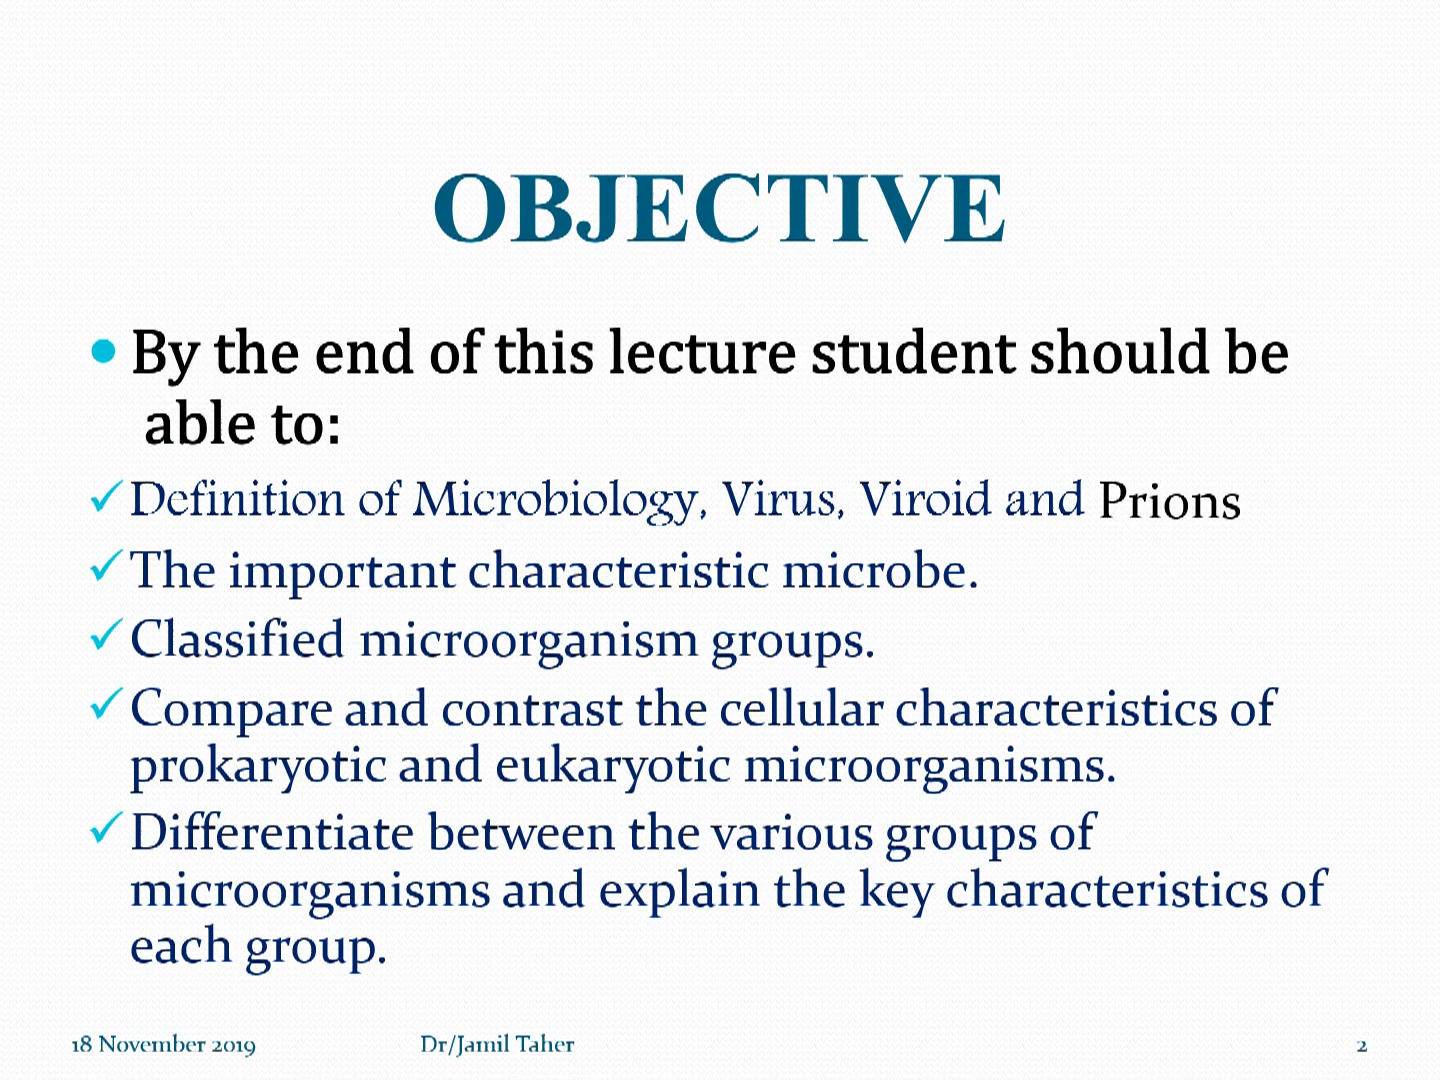 OBJECTIVE
• By the end of this lecture student should be
able to:
✓ Definition of Microbiology, Virus, Viroid and Prions
✓ The important characteristic microbe.
✓ Classified microorganism groups.
✓ Compare and contrast the cellular characteristics of
prokaryotic and eukaryotic microorganisms.
✓ Differentiate between the various groups of
microorganisms and explain the key characteristics of
each group.
18 November 2019 Dr/Jamil Taher 2